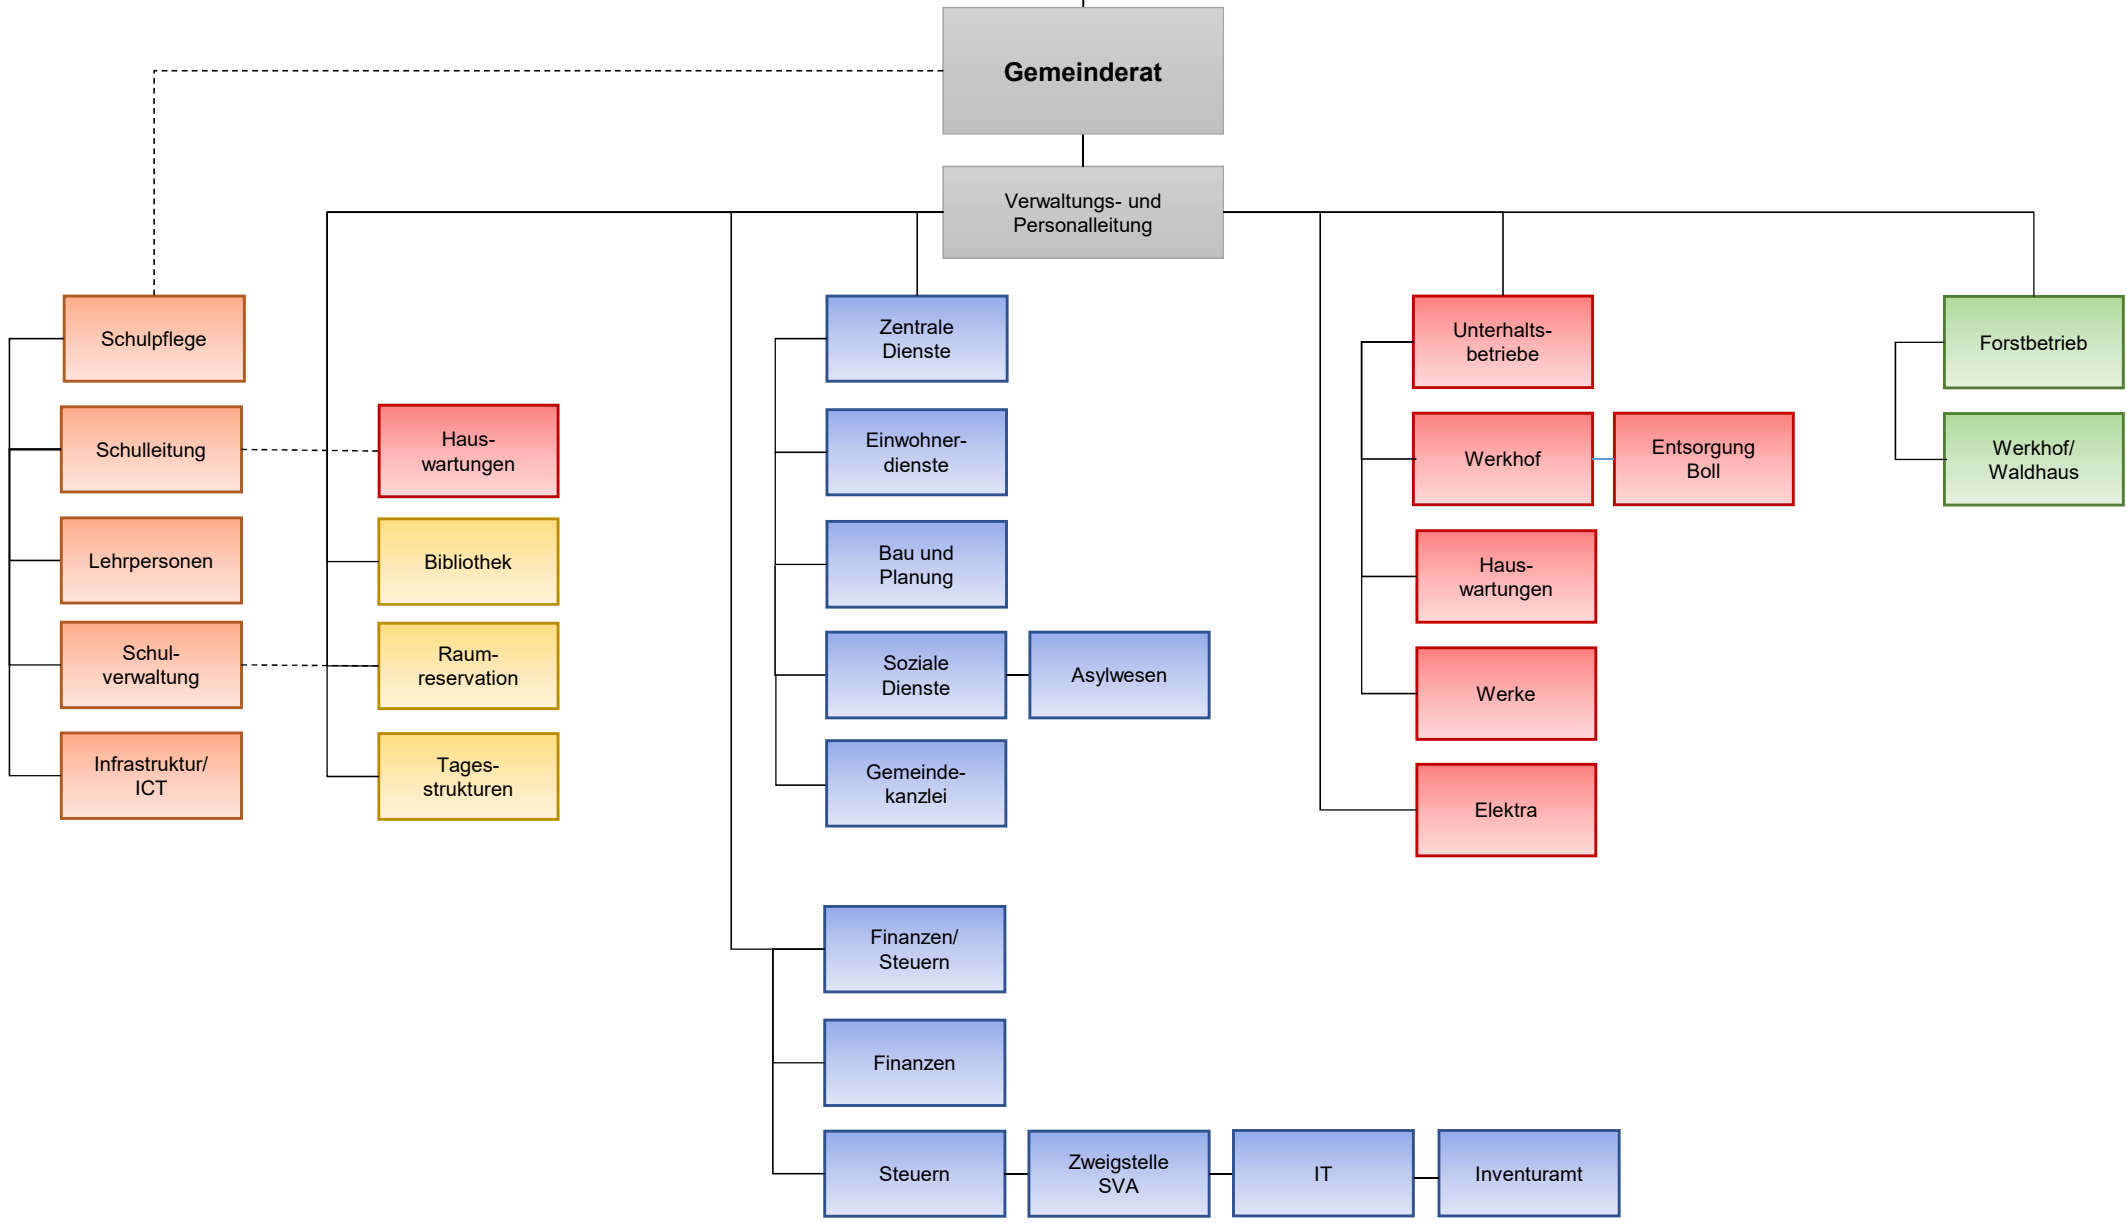 Gemeinderat
Verwaltungs- und
Personalleitung
Schulpflege
Schulleitung
Lehrpersonen
Schul-
verwaltung
Infrastruktur/
ICT
Haus-
wartungen
Bibliothek
Raum-
reservation
Tages-
strukturen
Zentrale
Dienste
Einwohner-
dienste
Bau und
Planung
Soziale
Dienste
Asylwesen
Gemeinde-
kanzlei
Finanzen/
Steuern
Finanzen
Steuern
Zweigstelle
SVA
IT
Inventuramt
Unterhalts-
betriebe
Werkhof
Entsorgung
Boll
Haus-
wartungen
Werke
Elektra
Forstbetrieb
Werkhof/
Waldhaus